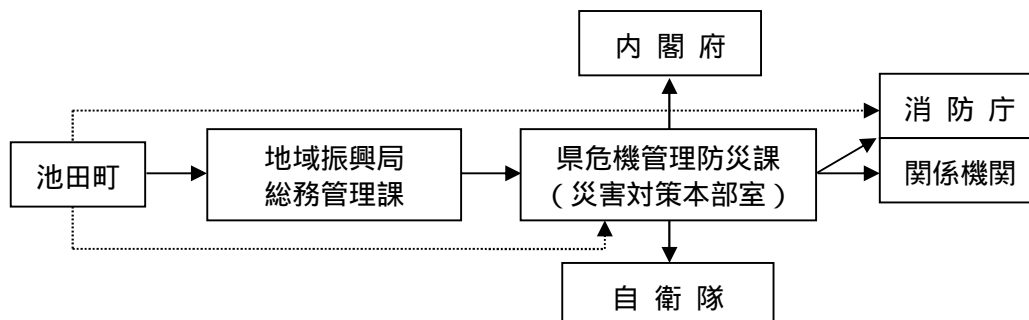 内閣府
消防庁
地域振興局
総務管理課
県危機管理防災課
（災害対策本部室）
池田町
関係機関
自衛隊